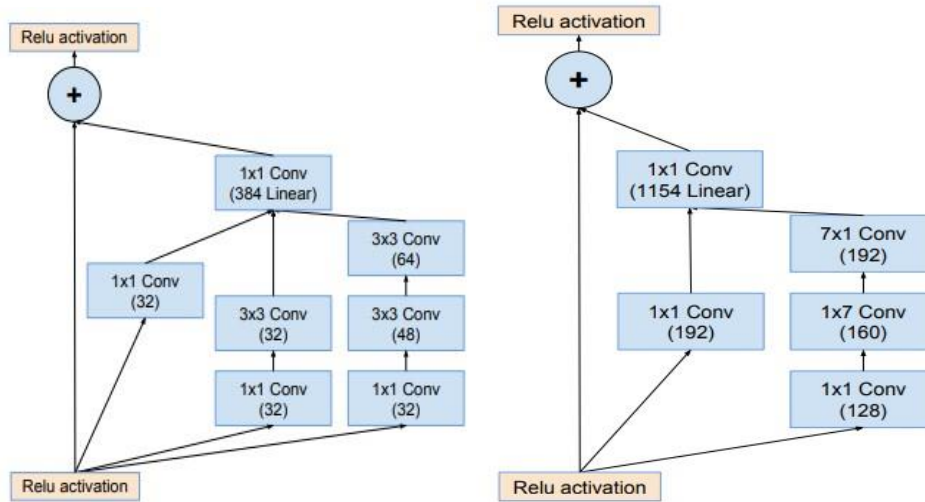 Relu activation
+
1x1 Conv
(384 Linear)
3x3 Conv
(64)
1x1 Conv
(32)
3x3 Conv
(32)
3x3 Conv
(48)
1x1 Conv
(32)
1x1 Conv
(32)
Relu activation
Relu activation
+
1x1 Conv
(1154 Linear)
7x1 Conv
(192)
1x1 Conv
(192)
1x7 Conv
(160)
1x1 Conv
(128)
Relu activation